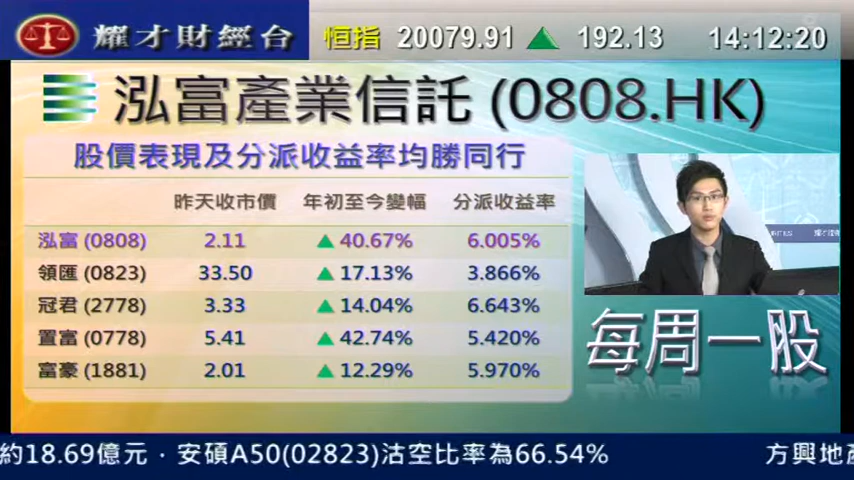 耀才財經台
恒指 20079.91 192.13 14:12:20
泓富產業信託 (0808.HK)
股價表現及分派收益率均勝同行
昨天收市價 年初至今變幅 分派收益率
泓富 (0808) 2.11 40.67% 6.005%
領匯 (0823) 33.50 17.13% 3.866%
冠君 (2778) 3.33 14.04% 6.643%
置富 (0778) 5.41 42.74% 5.420%
富豪 (1881) 2.01 12.29% 5.970%
每周一股
約18.69億元．安碩A50(02823)沽空比率為66.54% 方興地產